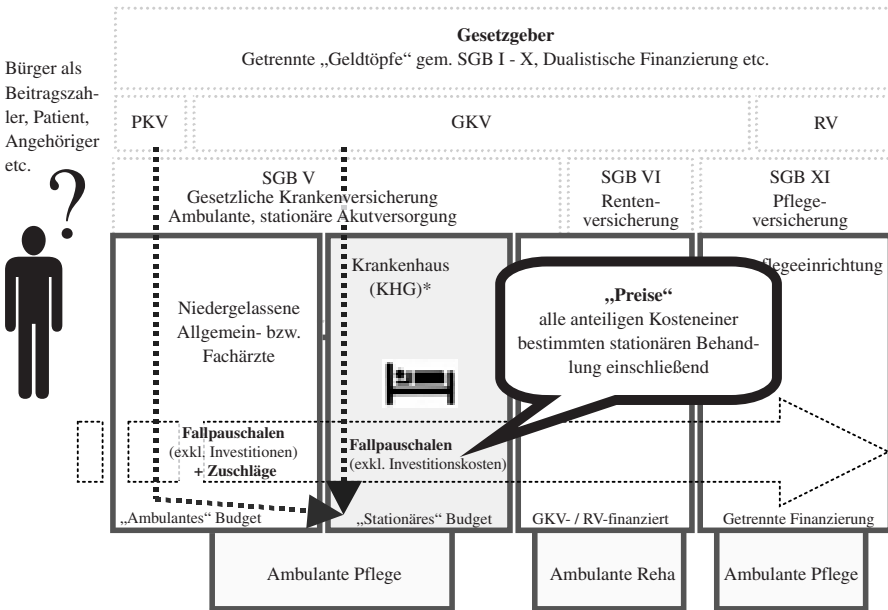 Gesetzgeber
Getrennte „Geldtöpfe“ gem. SGB I - X, Dualistische Finanzierung etc.
Bürger als
Beitragszah-
ler, Patient,
Angehöriger
etc.
?
PKV
GKV
RV
SGB V
Gesetzliche Krankenversicherung
Ambulante, stationäre Akutversorgung
SGB VI
Renten-
versicherung
SGB XI
Pflege-
versicherung
Niedergelassene
Allgemein- bzw.
Fachärzte
Krankenhaus
(KHG)*
flegeeinrichtung
„Preise“
alle anteiligen Kosteneiner
bestimmten stationären Behand-
lung einschließend
Fallpauschalen
(exkl. Investitionen)
+ Zuschläge
Fallpauschalen
(exkl. Investitionskosten)
„Ambulantes“ Budget
„Stationäres“ Budget
GKV- / RV-finanziert
Getrennte Finanzierung
Ambulante Pflege
Ambulante Reha
Ambulante Pflege